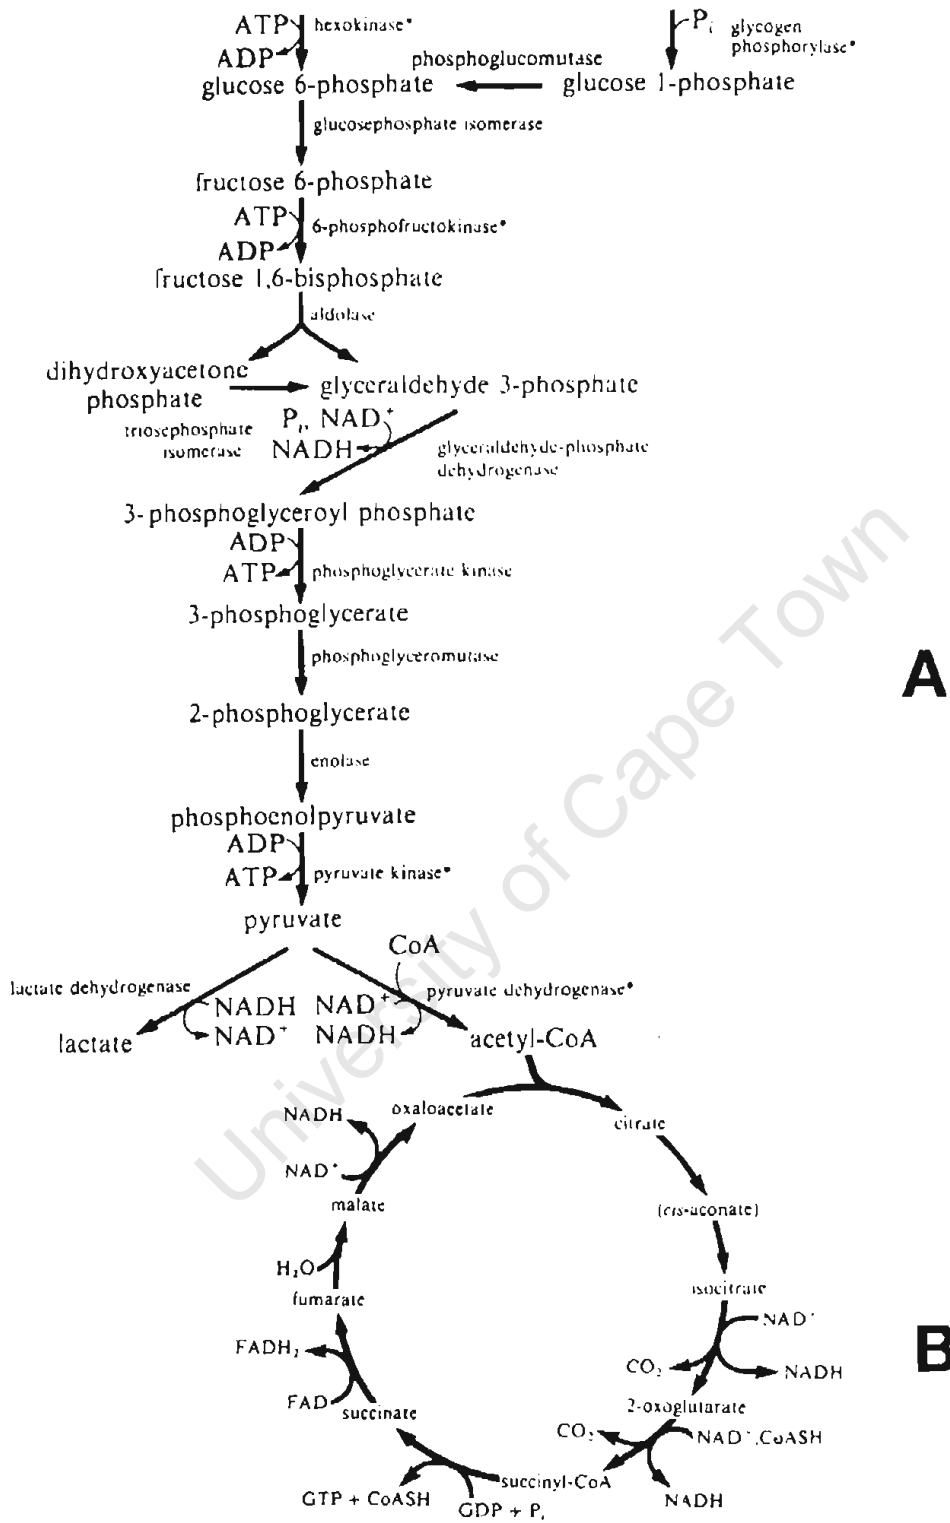 ATP
hexokinase*
ADP
Pi
glycogen
phosphorylase*
phosphoglucomutase
glucose 6-phosphate
glucose 1-phosphate
glucosephosphate isomerase
fructose 6-phosphate
ATP
6-phosphofructokinase*
ADP
fructose 1,6-bisphosphate
aldolase
dihydroxyacetone
phosphate
glyceraldehyde 3-phosphate
triosephosphate
isomerase
Pi, NAD+
NADH
glyceraldehyde-phosphate
dehydrogenase
3-phosphoglyceroyl phosphate
ADP
ATP
phosphoglycerate kinase
3-phosphoglycerate
phosphoglyceromutase
A
2-phosphoglycerate
enolase
phosphoenolpyruvate
ADP
ATP
pyruvate kinase*
pyruvate
CoA
lactate dehydrogenase
NADH
NAD+
pyruvate dehydrogenase*
NAD+
NADH
lactate
acetyl-CoA
oxaloacetate
citrate
NADH
NAD+
malate
(cis-aconate)
H2O
isocitrate
fumarate
NAD+
FADH2
CO2
NADH
B
FAD
succinate
2-oxoglutarate
CO2
NAD+,CoASH
succinyl-CoA
NADH
GTP + CoASH
GDP + Pi
University of Cape Town